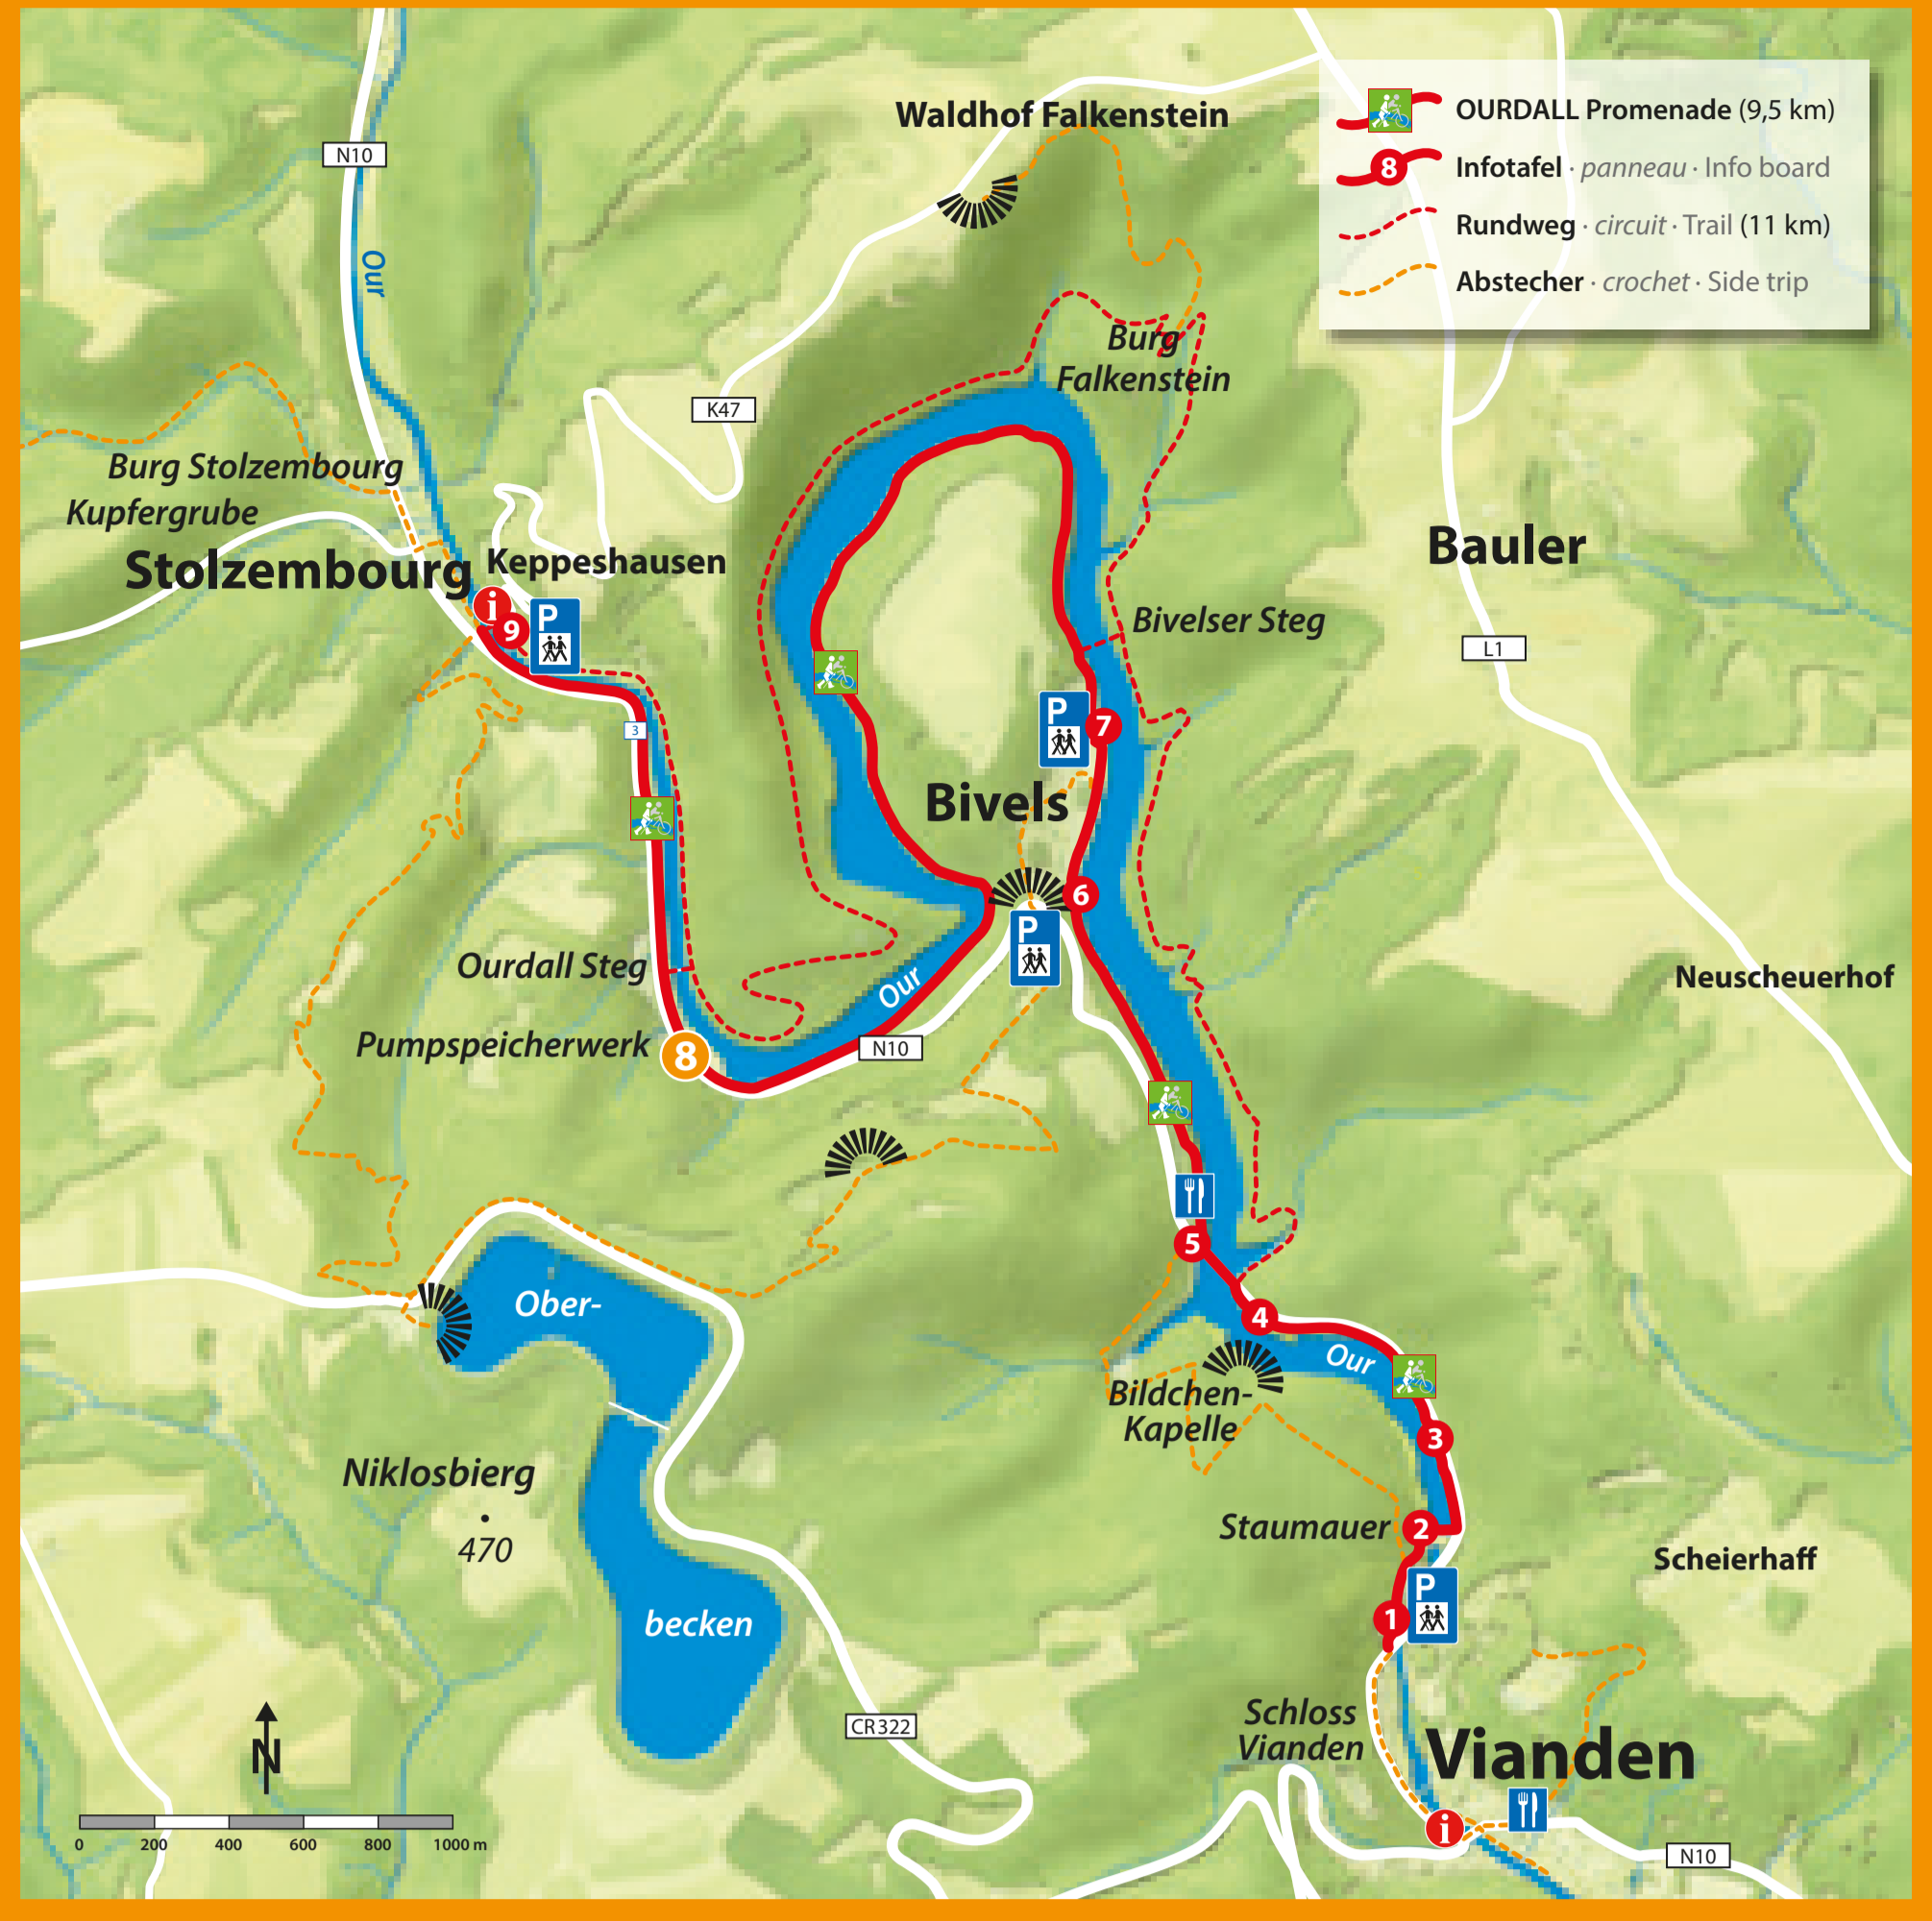 Waldhof Falkenstein
OURDALL Promenade (9,5 km)
8
Infotafel · panneau · Info board
Rundweg · circuit · Trail (11 km)
Abstecher · crochet · Side trip
N10
Our
Burg
Falkenstein
K47
Burg Stolzembourg
Kupfergrube
Stolzembourg
Keppeshausen
Bauler
i
9
P
Bivelser Steg
L1
3
P
7
Bivels
6
P
Ourdall Steg
Our
Neuscheuerhof
Pumpspeicherwerk
8
N10
5
Ober-
4
Our
Bildchen-
Kapelle
3
Niklosbierg
470
Staumauer
2
Scheierhaff
P
1
becken
Schloss
Vianden
CR322
Vianden
N
i
N10
0 200 400 600 800 1000 m